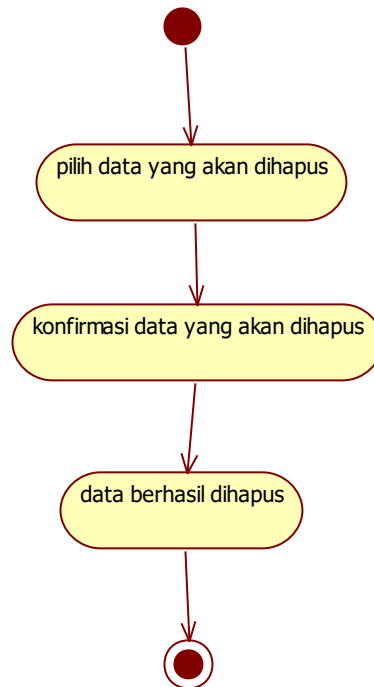 pilih data yang akan dihapus
konfirmasi data yang akan dihapus
data berhasil dihapus